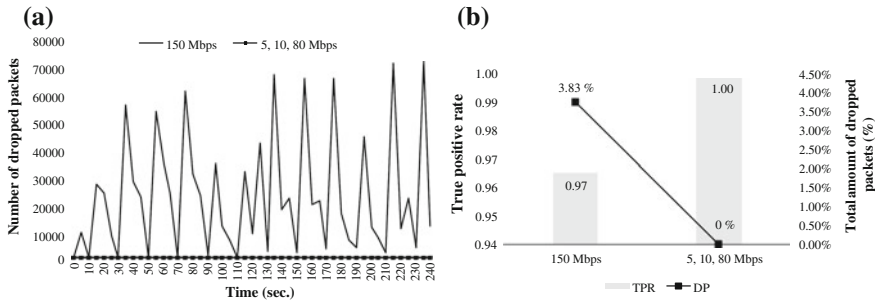 (a)
150 Mbps
5, 10, 80 Mbps
Number of dropped packets
80000
70000
60000
50000
40000
30000
20000
10000
0
0 10 20 30 40 50 60 70 80 90 100 110 120 130 140 150 160 170 180 190 200 210 220 230 240
Time (sec.)
(b)
True positive rate
1.00
0.99
0.98
0.97
0.96
0.95
0.94
3.83 %
0.97
1.00
0 %
150 Mbps
5, 10, 80 Mbps
4.50%
4.00%
3.50%
3.00%
2.50%
2.00%
1.50%
1.00%
0.50%
0.00%
Total amount of dropped
packets (%)
TPR
DP